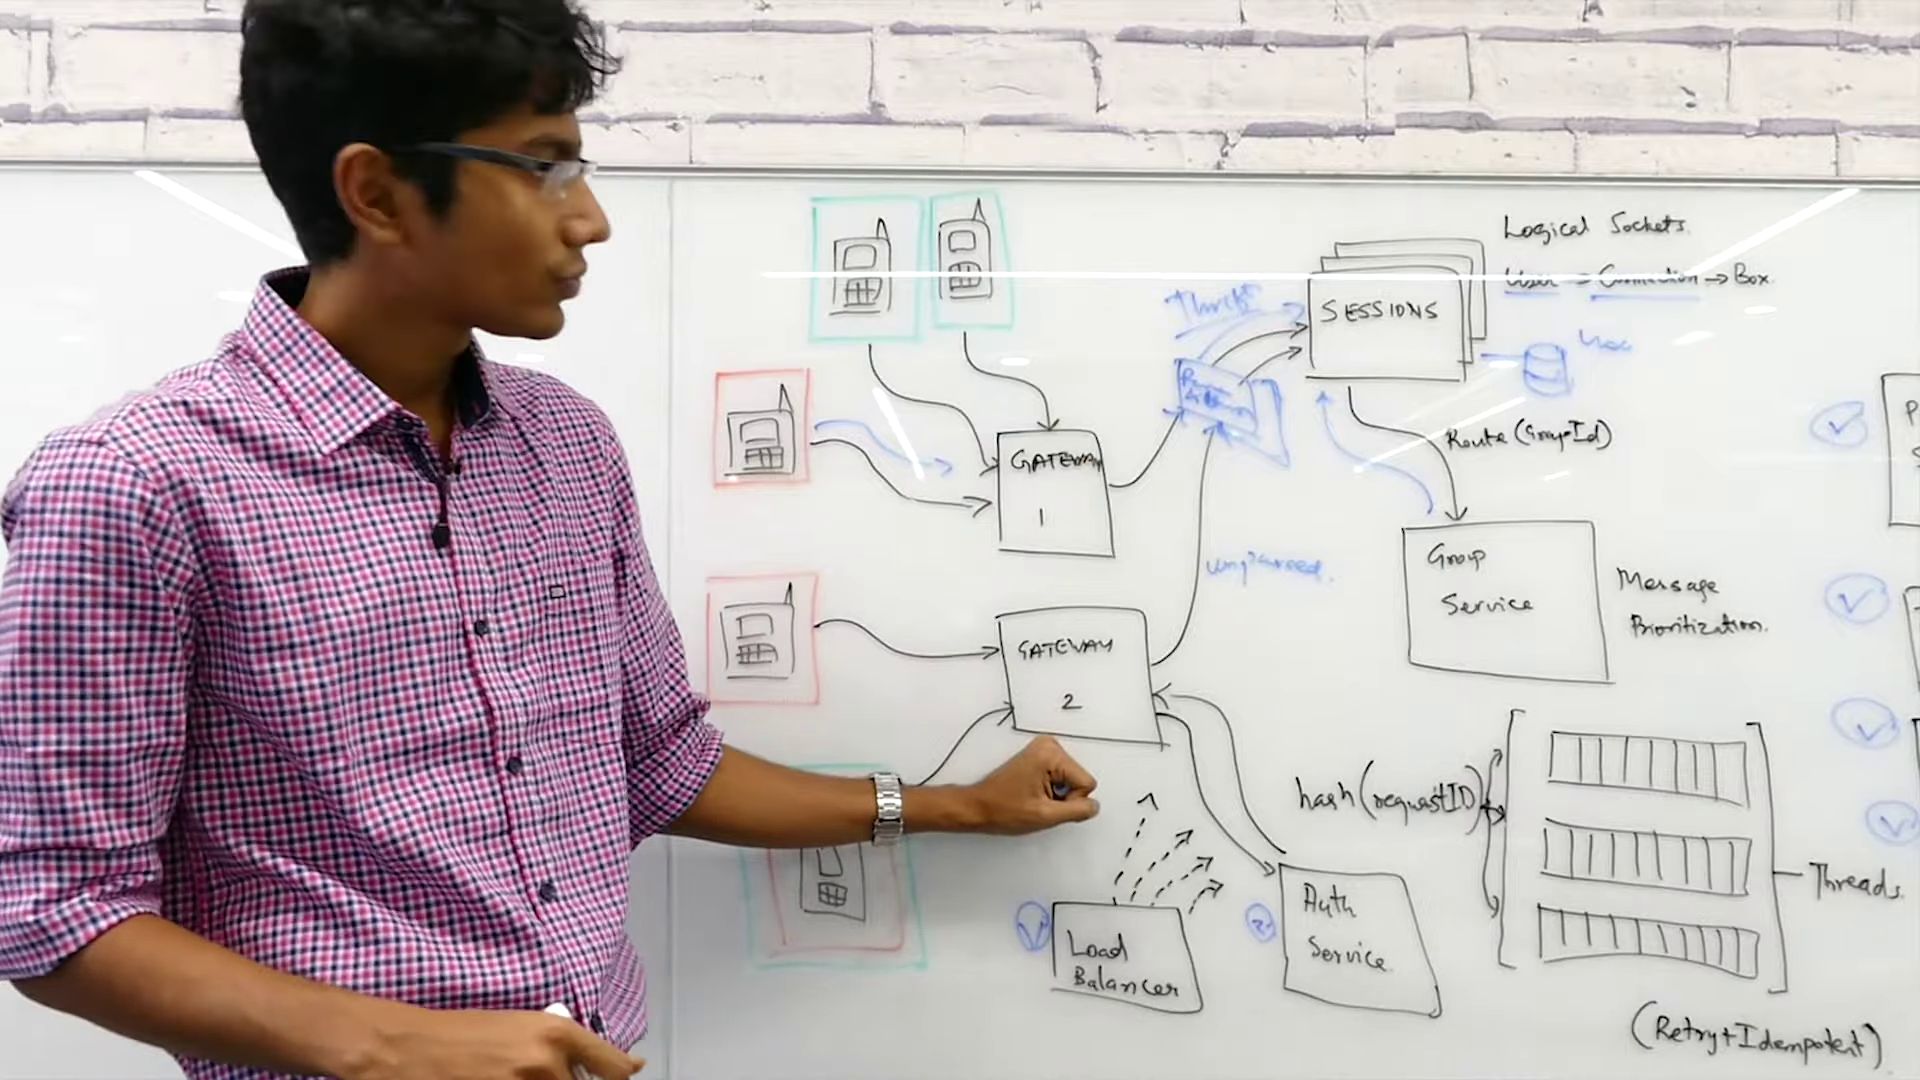 Logical Sockets.
User → Connection → Box.
Thrift
SESSIONS
Route (GroupId)
GATEWAY
1
Group
Service
Message
Prioritization.
GATEWAY
2
hash(requestID)
Threads.
Auth
Service
Load
Balancer
(Retry+Idempotent)